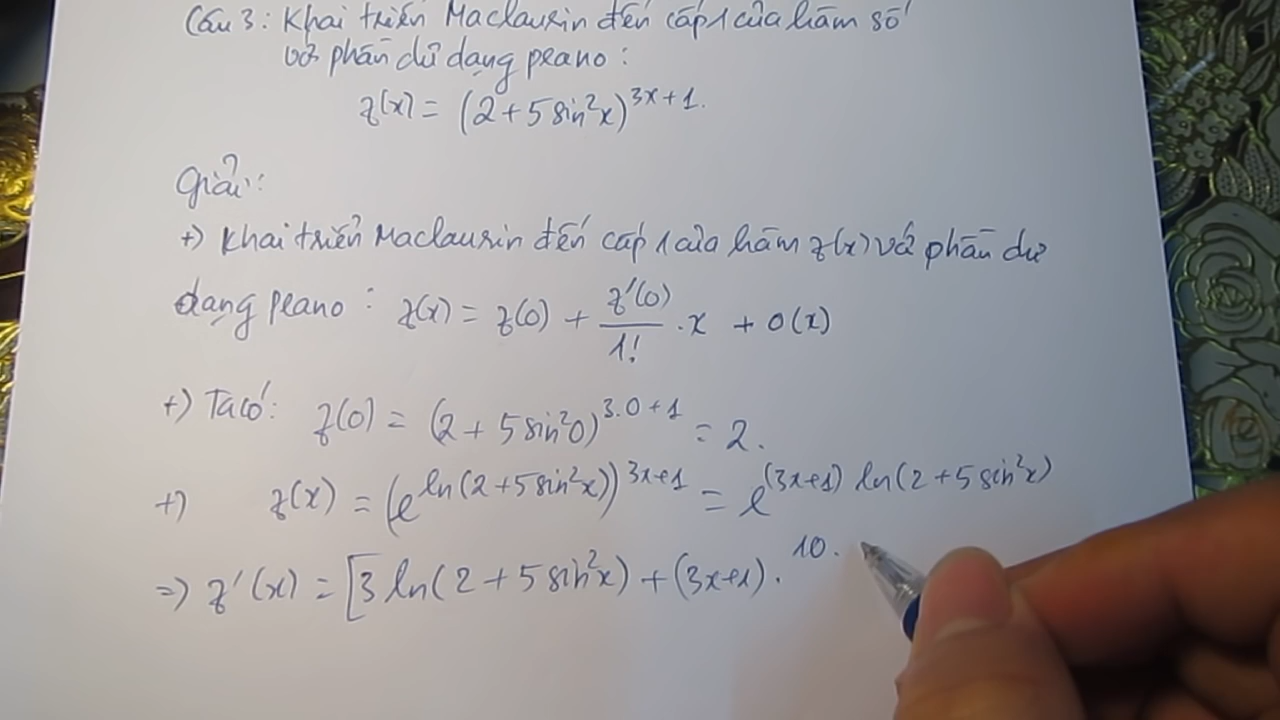 Câu 3: Khai triển Maclaurin đến cấp 1 của hàm số
với phần dư dạng peano:
z(x) = (2 + 5 sin²x)^{3x+1}.
Giải:
+) Khai triển Maclaurin đến cấp 1 của hàm z(x) với phần dư
dạng peano: z(x) = z(0) + \frac{z'(0)}{1!} . x + 0(x)
+) Ta có: z(0) = (2 + 5 sin²0)^{3.0+1} = 2.
+) z(x) = (e^{ln(2+5 sin²x)})^{3x+1} = e^{(3x+1) ln(2+5 sin²x)}
=) z'(x) = [3 ln(2 + 5 sin²x) + (3x+1). 10.